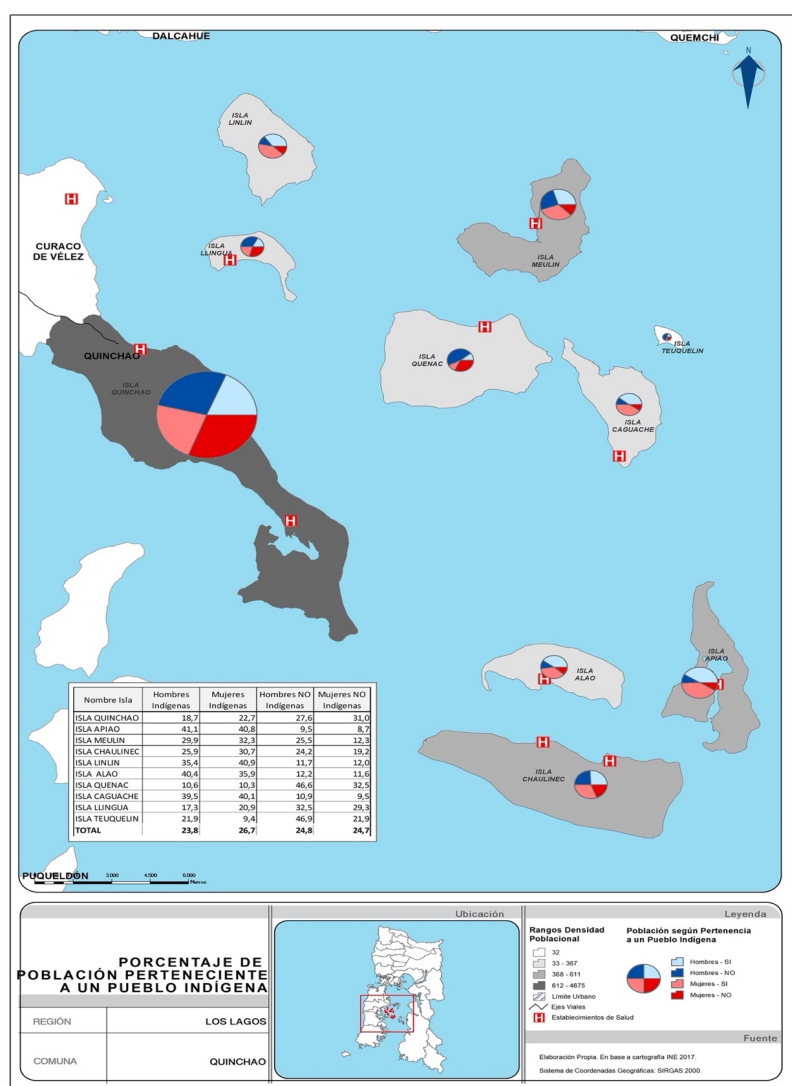 DALCAHUE
QUEMCHI
N
ISLA
LINLIN
CURACO
DE VÉLEZ
ISLA
LLINGUA
ISLA
MEULIN
QUINCHAO
ISLA
QUINCHAO
ISLA
QUENAC
ISLA
TEUQUELIN
ISLA
CAGUACHE
ISLA
ALAO
ISLA
APIAO
ISLA
CHAULINEC
Nombre Isla | Hombres Indígenas | Mujeres Indígenas | Hombres NO Indígenas | Mujeres NO Indígenas
ISLA QUINCHAO 18,7 22,7 27,6 31,0
ISLA APIAO 41,1 40,8 9,5 8,7
ISLA MEULIN 29,9 32,3 25,5 12,3
ISLA CHAULINEC 25,9 30,7 24,2 19,2
ISLA LINLIN 35,4 40,9 11,7 12,0
ISLA ALAO 40,4 35,9 12,2 11,6
ISLA QUENAC 10,6 10,3 46,6 32,5
ISLA CAGUACHE 39,5 40,1 10,9 9,5
ISLA LLINGUA 17,3 20,9 32,5 29,3
ISLA TEUQUELIN 21,9 9,4 46,9 21,9
TOTAL 23,8 26,7 24,8 24,7
PUQUELDÓN
3.000 4.500 6.000
Metros
PORCENTAJE DE
POBLACIÓN PERTENECIENTE
A UN PUEBLO INDÍGENA
REGIÓN LOS LAGOS
COMUNA QUINCHAO
Ubicación
Leyenda
Rangos Densidad
Poblacional
32
33 - 367
368 - 611
612 - 4675
Límite Urbano
Ejes Viales
H Establecimientos de Salud
Población según Pertenencia
a un Pueblo Indígena
Hombres - SI
Hombres - NO
Mujeres - SI
Mujeres - NO
Fuente
Elaboración Propia. En base a cartografía INE 2017.
Sistema de Coordenadas Geográficas: SIRGAS 2000.